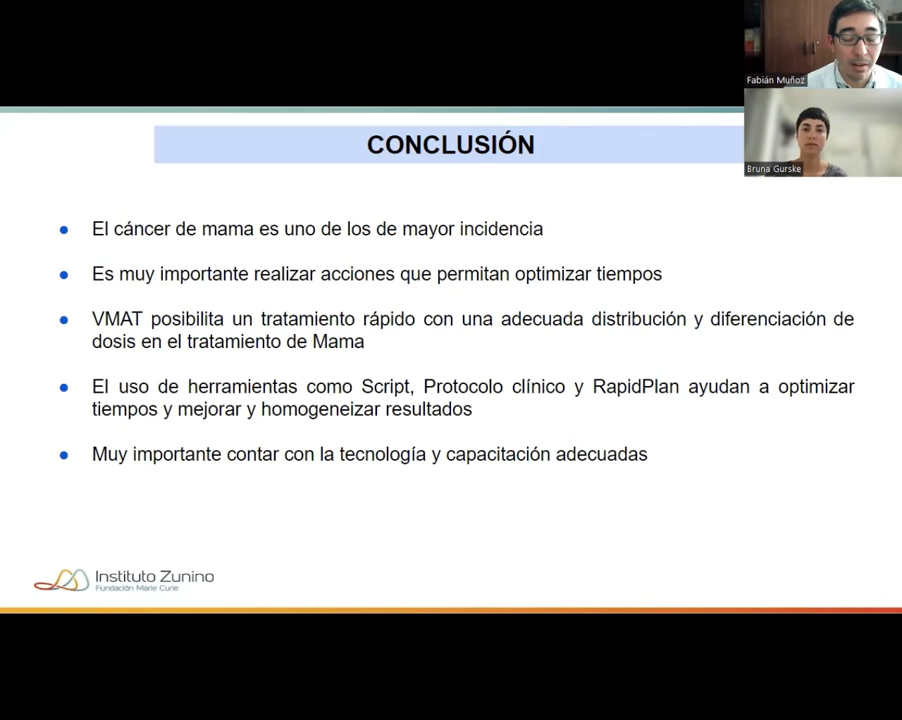 Fabián Muñoz
Bruna Gurske
CONCLUSIÓN
El cáncer de mama es uno de los de mayor incidencia
Es muy importante realizar acciones que permitan optimizar tiempos
VMAT posibilita un tratamiento rápido con una adecuada distribución y diferenciación de
dosis en el tratamiento de Mama
El uso de herramientas como Script, Protocolo clínico y RapidPlan ayudan a optimizar
tiempos y mejorar y homogeneizar resultados
Muy importante contar con la tecnología y capacitación adecuadas
Instituto Zunino
Fundación Marie Curie